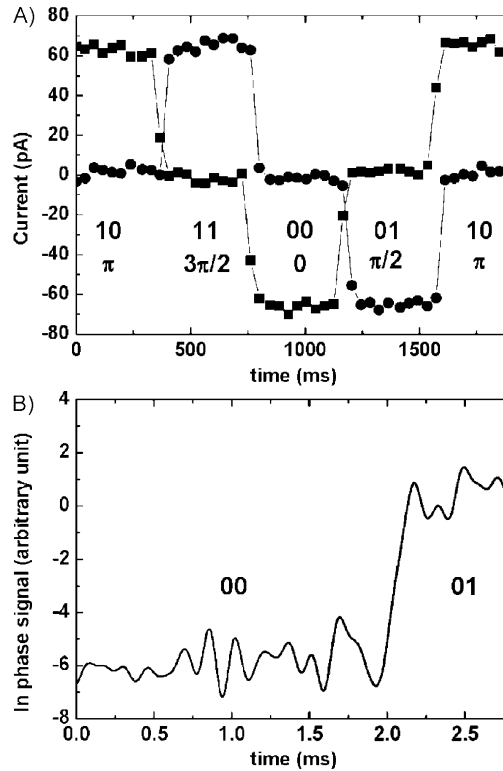 A)
80
60
40
20
0
-20
-40
-60
-80
Current (pA)
10 11 00 01 10
π 3π/2 0 π/2 π
0 500 1000 1500
time (ms)
B)
4
2
0
-2
-4
-6
-8
In phase signal (arbitrary unit)
00 01
0.0 0.5 1.0 1.5 2.0 2.5
time (ms)